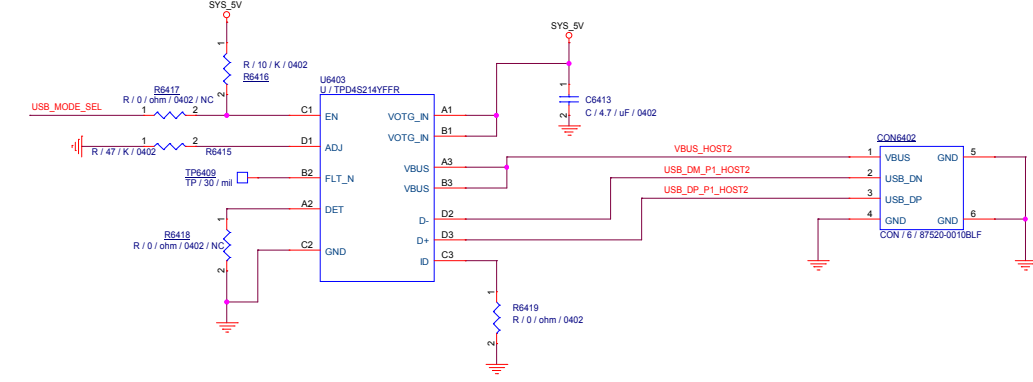 SYS_5V
1
2
R / 10 / K / 0402
R6416
R6417
R / 0 / ohm / 0402 / NC
USB_MODE_SEL
1
2
1
2
R / 47 / K / 0402
R6415
TP6409
TP / 30 / mil
R6418
R / 0 / ohm / 0402 / NC
1
2
U6403
U / TPD4S214YFFR
C1
EN
D1
ADJ
B2
FLT_N
A2
DET
C2
GND
VOTG_IN
A1
VOTG_IN
B1
VBUS
A3
VBUS
B3
D-
D2
D+
D3
ID
C3
SYS_5V
1
2
C6413
C / 4.7 / uF / 0402
1
2
R6419
R / 0 / ohm / 0402
VBUS_HOST2
USB_DM_P1_HOST2
USB_DP_P1_HOST2
CON6402
1
VBUS
GND
5
2
USB_DN
3
USB_DP
4
GND
GND
6
CON / 6 / 87520-0010BLF